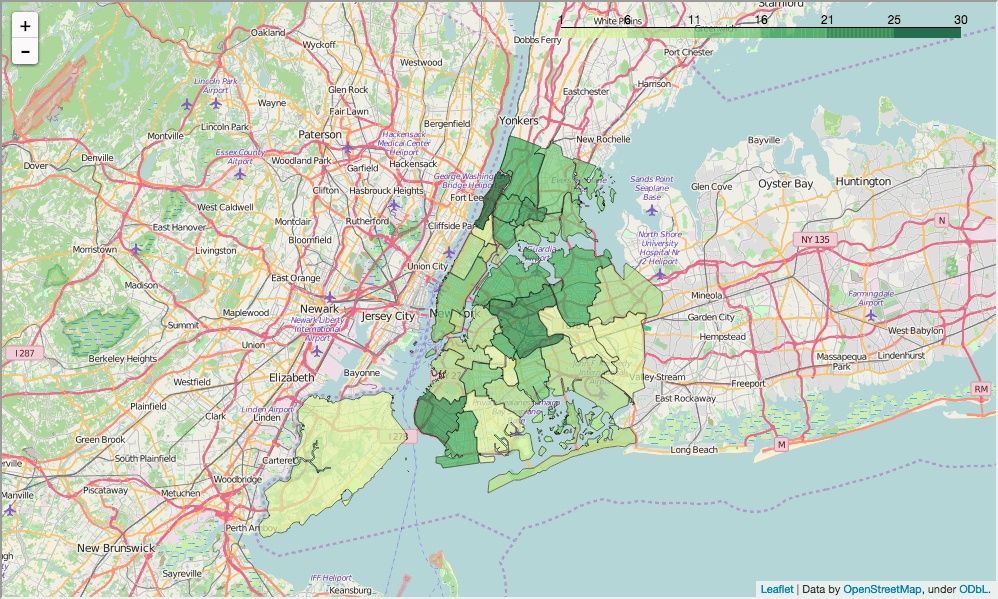 +
−
1 6 11 16 21 25 30
White Plains
Stamford
Greenwich
Oakland
Wyckoff
Dobbs Ferry
Port Chester
Westwood
Harrison
Lincoln Park
Airport
Glen Rock
Eastchester
Wayne
Fair Lawn
Lincoln Park
Bergenfield
Yonkers
Montville
Paterson
Hackensack
Medical Center
Heliport
New Rochelle
Bayville
Denville
Essex County
Airport
Woodland Park
Garfield
Hackensack
Dover
George Washing
Bridge Heliport
Sands Point
Seaplane
Base
Glen Cove
Oyster Bay
Huntington
Clifton
Hasbrouck Heights
Fort Lee
West Caldwell
East Hanover
Montclair
Rutherford
Cliffside Par
N
Bloomfield
NY 135
Morristown
Livingston
North Shore
University
Hospital Nr
/2 Heliport
Union City
Madison
East Orange
Mineola
Farmingdale
Airport
Maplewood
Newark
Jersey City
New York
Garden City
Summit
Newark Liberty
International
Airport
West Babylon
Hempstead
I 287
Union
Berkeley Heights
Massapequa
Park
Lindenhurst
Elizabeth
Bayonne
Valley Stream
Freeport
Westfield
RM
East Rockaway
Plainfield
Linden Airport
Linden
Clark
I 278
Green Brook
M
Long Beach
South Plainfield
Carteret
Woodbridge
Manville
Piscataway
Metuchen
Perth Amboy
New Brunswick
Sayreville
IFF Heliport
Keansburg
Leaflet | Data by OpenStreetMap, under ODbL.